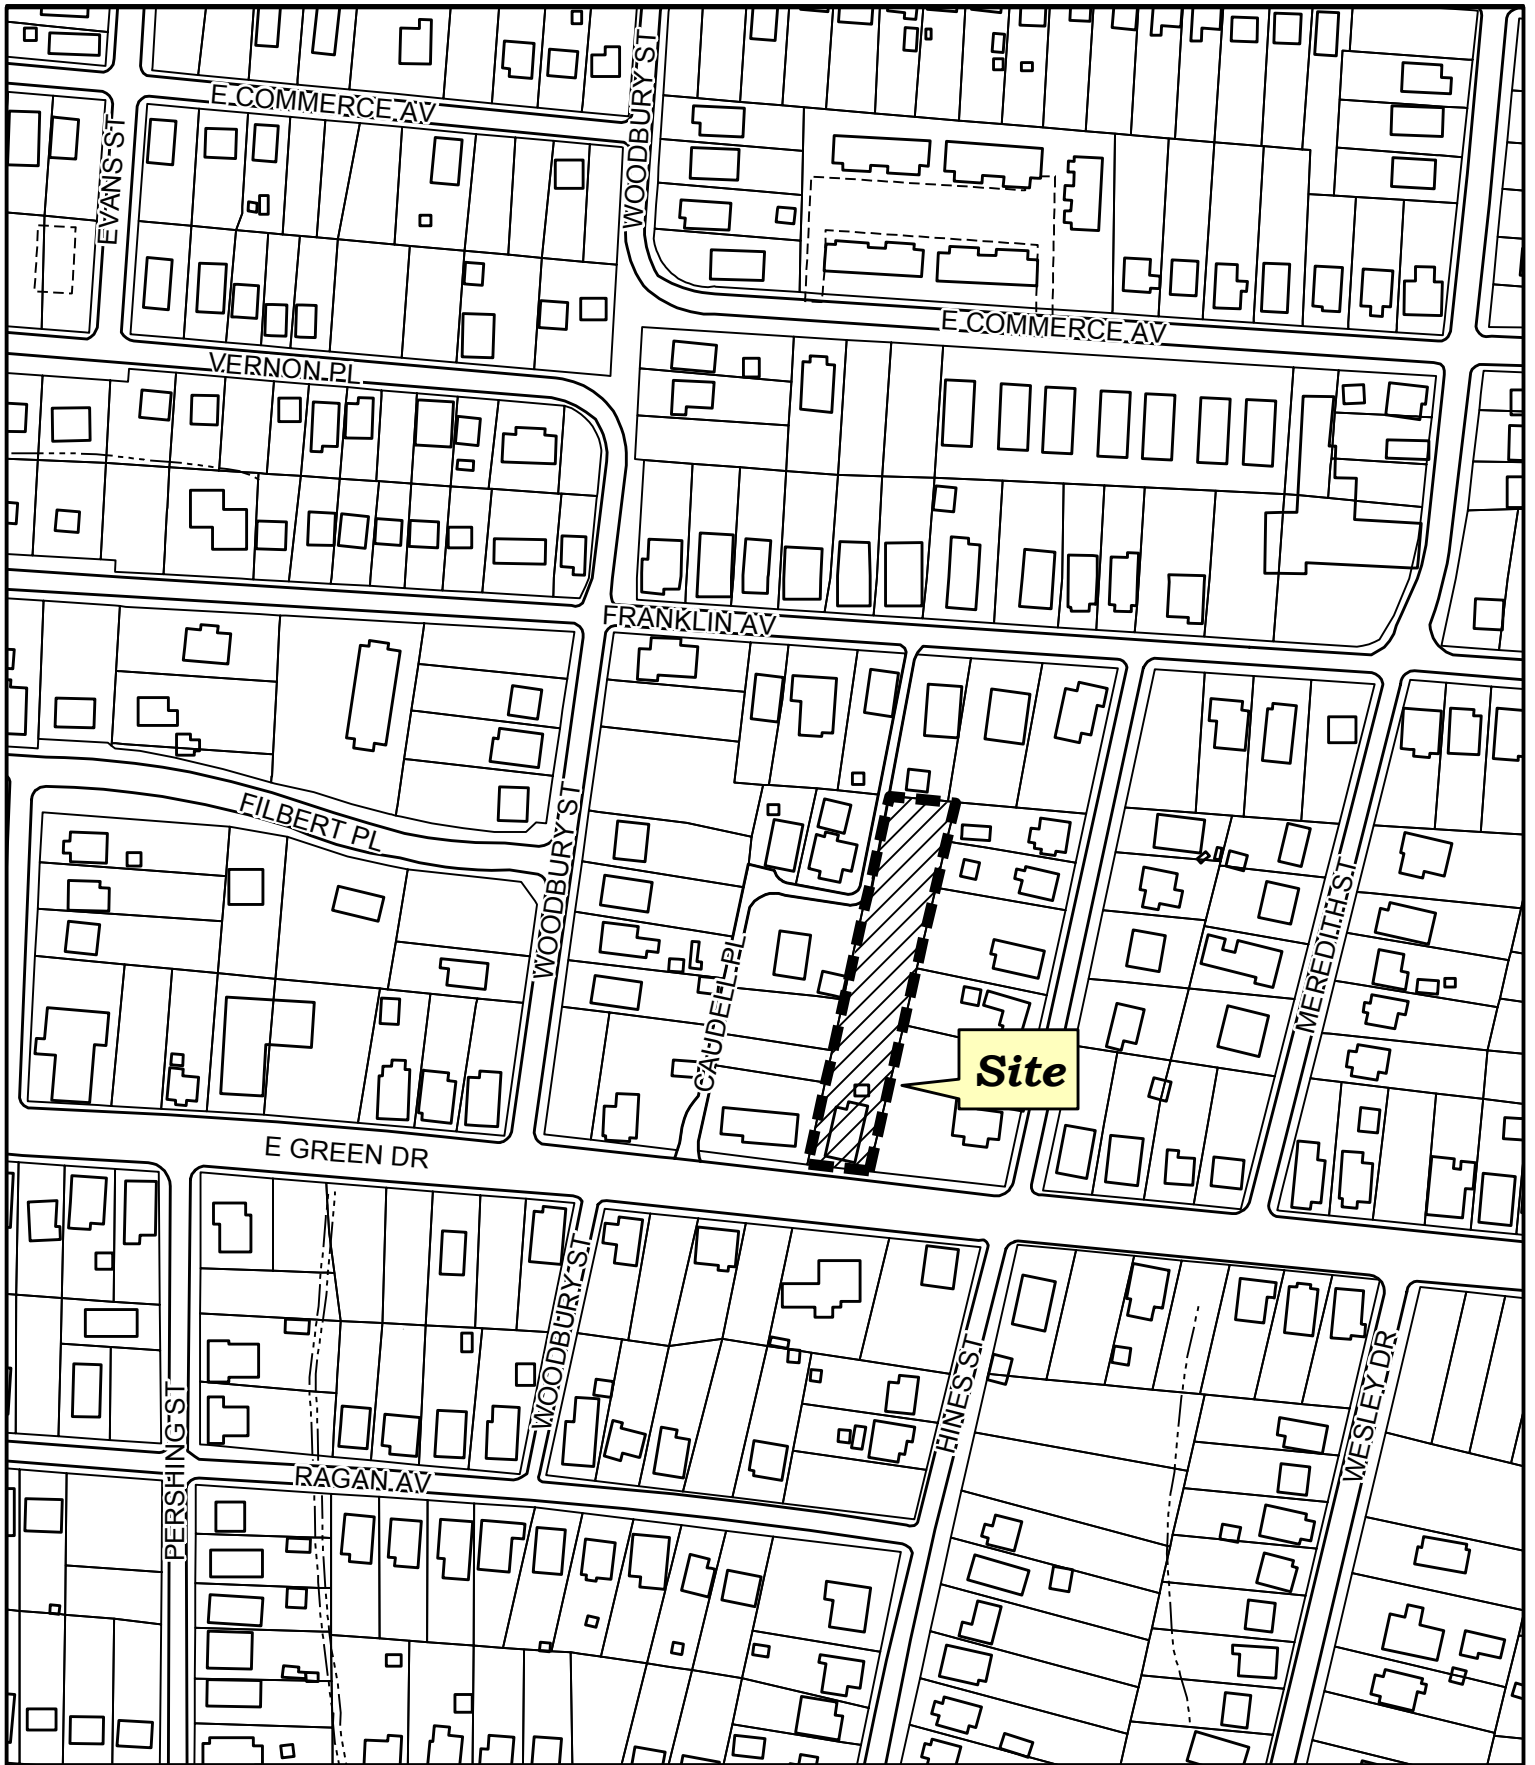 WOODBURY ST
E COMMERCE AV
EVANS ST
E COMMERCE AV
VERNON PL
FRANKLIN AV
FILBERT PL
WOODBURY ST
MEREDITH ST
CAUDELL PL
Site
E GREEN DR
WOODBURY ST
HINES ST
WESLEY DR
PERSHING ST
RAGAN AV